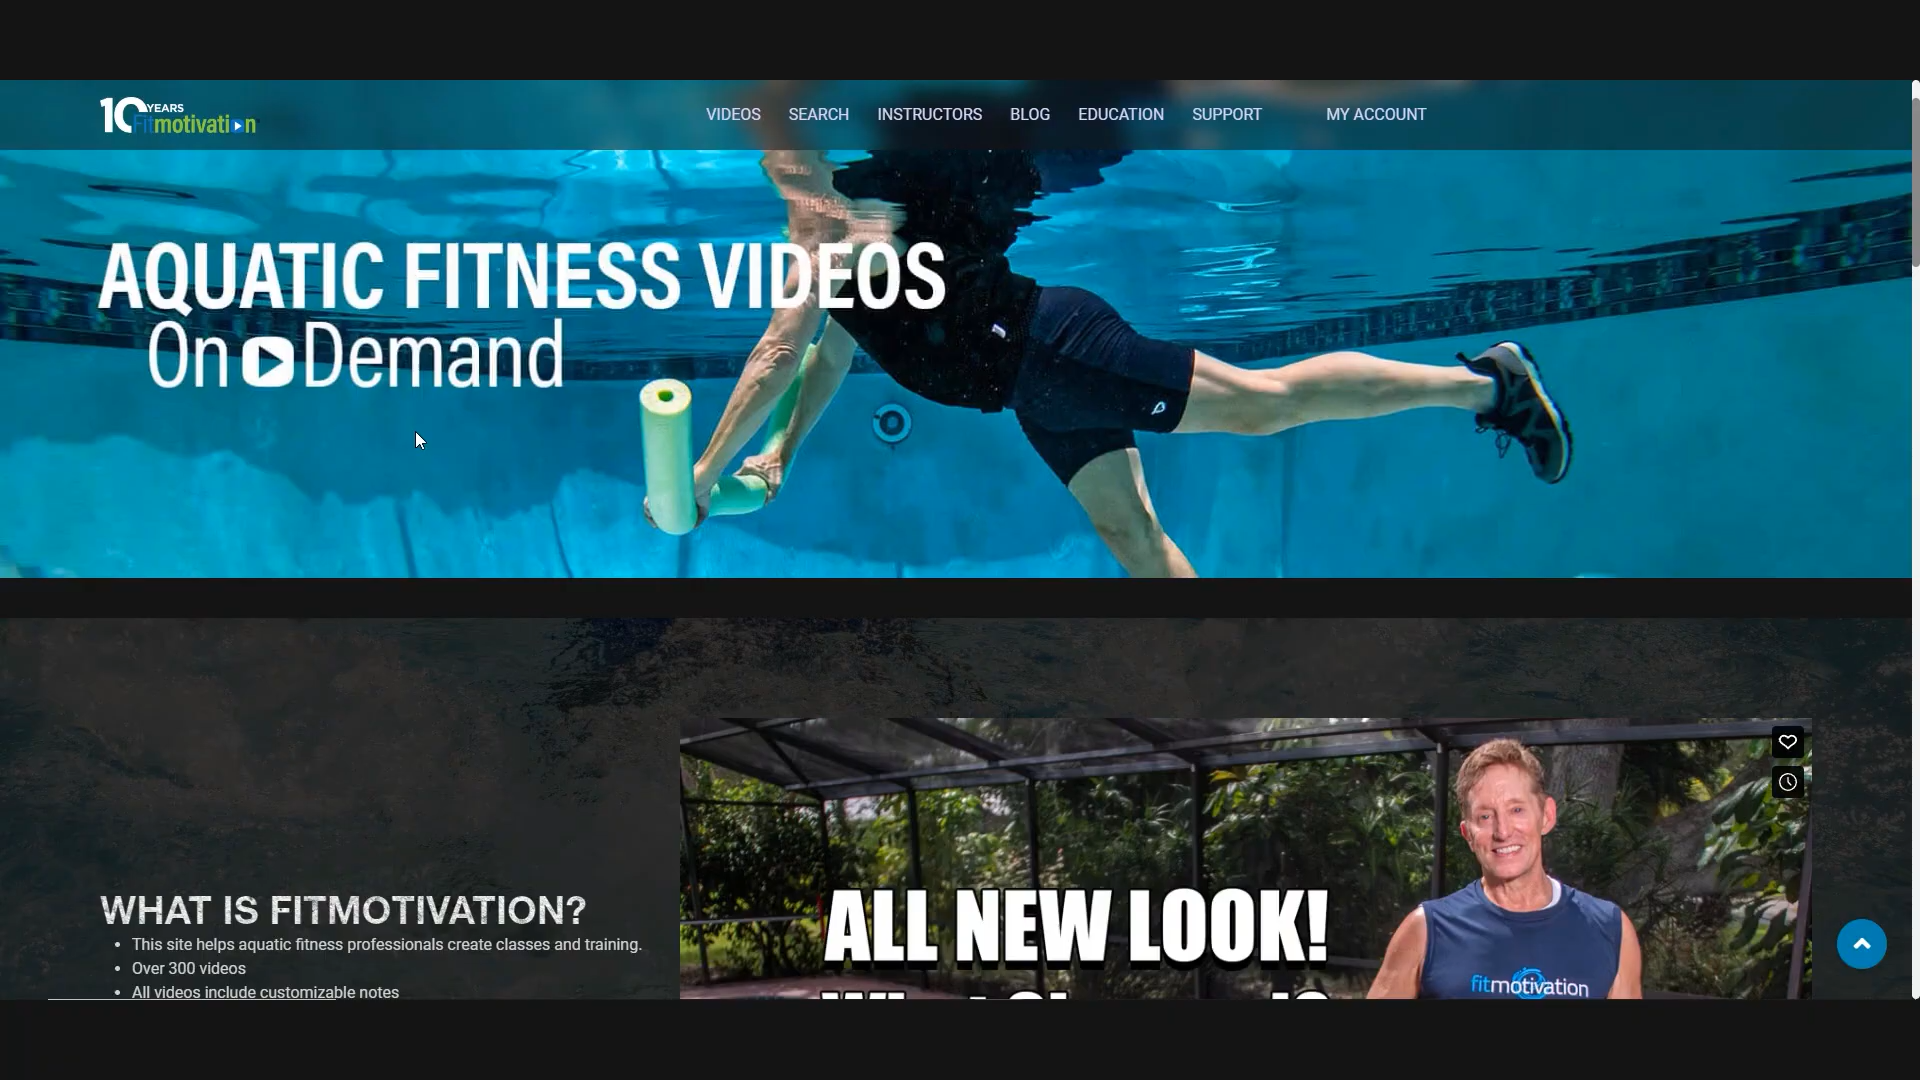 10 YEARS
Fitmotivation
VIDEOS SEARCH INSTRUCTORS BLOG EDUCATION SUPPORT MY ACCOUNT
AQUATIC FITNESS VIDEOS
On Demand
WHAT IS FITMOTIVATION?
• This site helps aquatic fitness professionals create classes and training.
• Over 300 videos
• All videos include customizable notes
ALL NEW LOOK!
fitmotivation